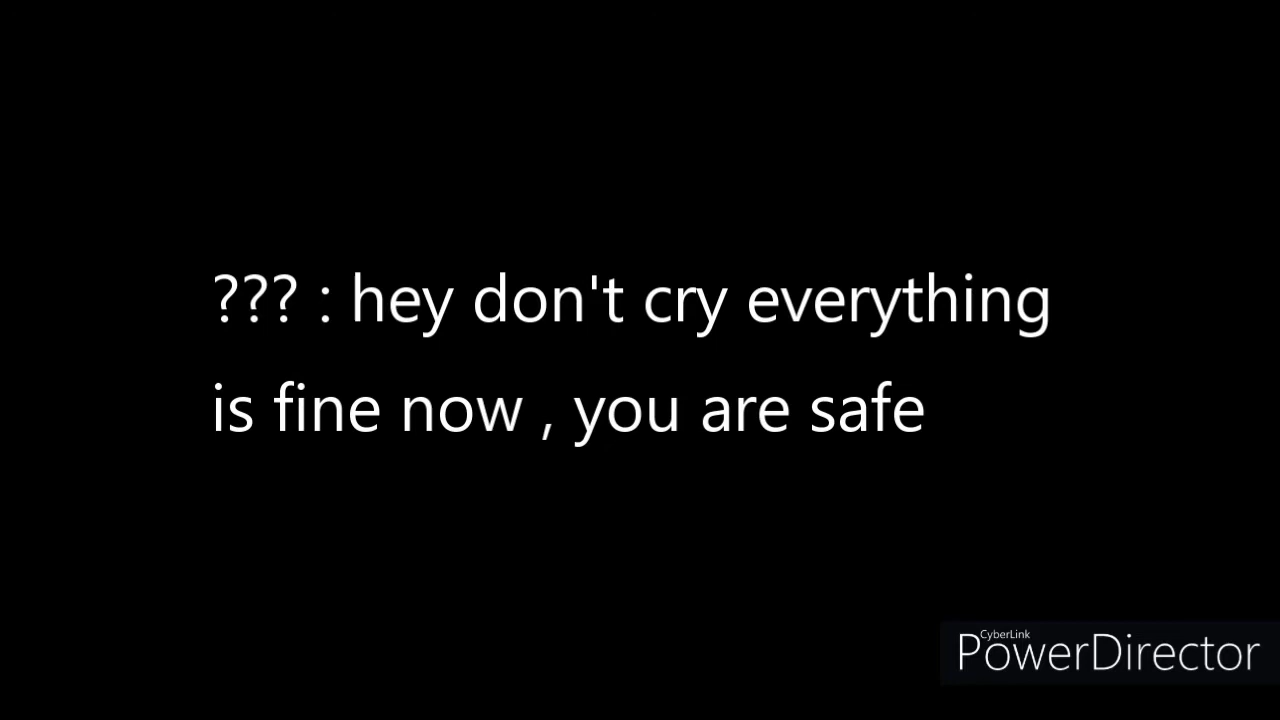 ??? : hey don't cry everything
is fine now , you are safe
CyberLink
PowerDirector